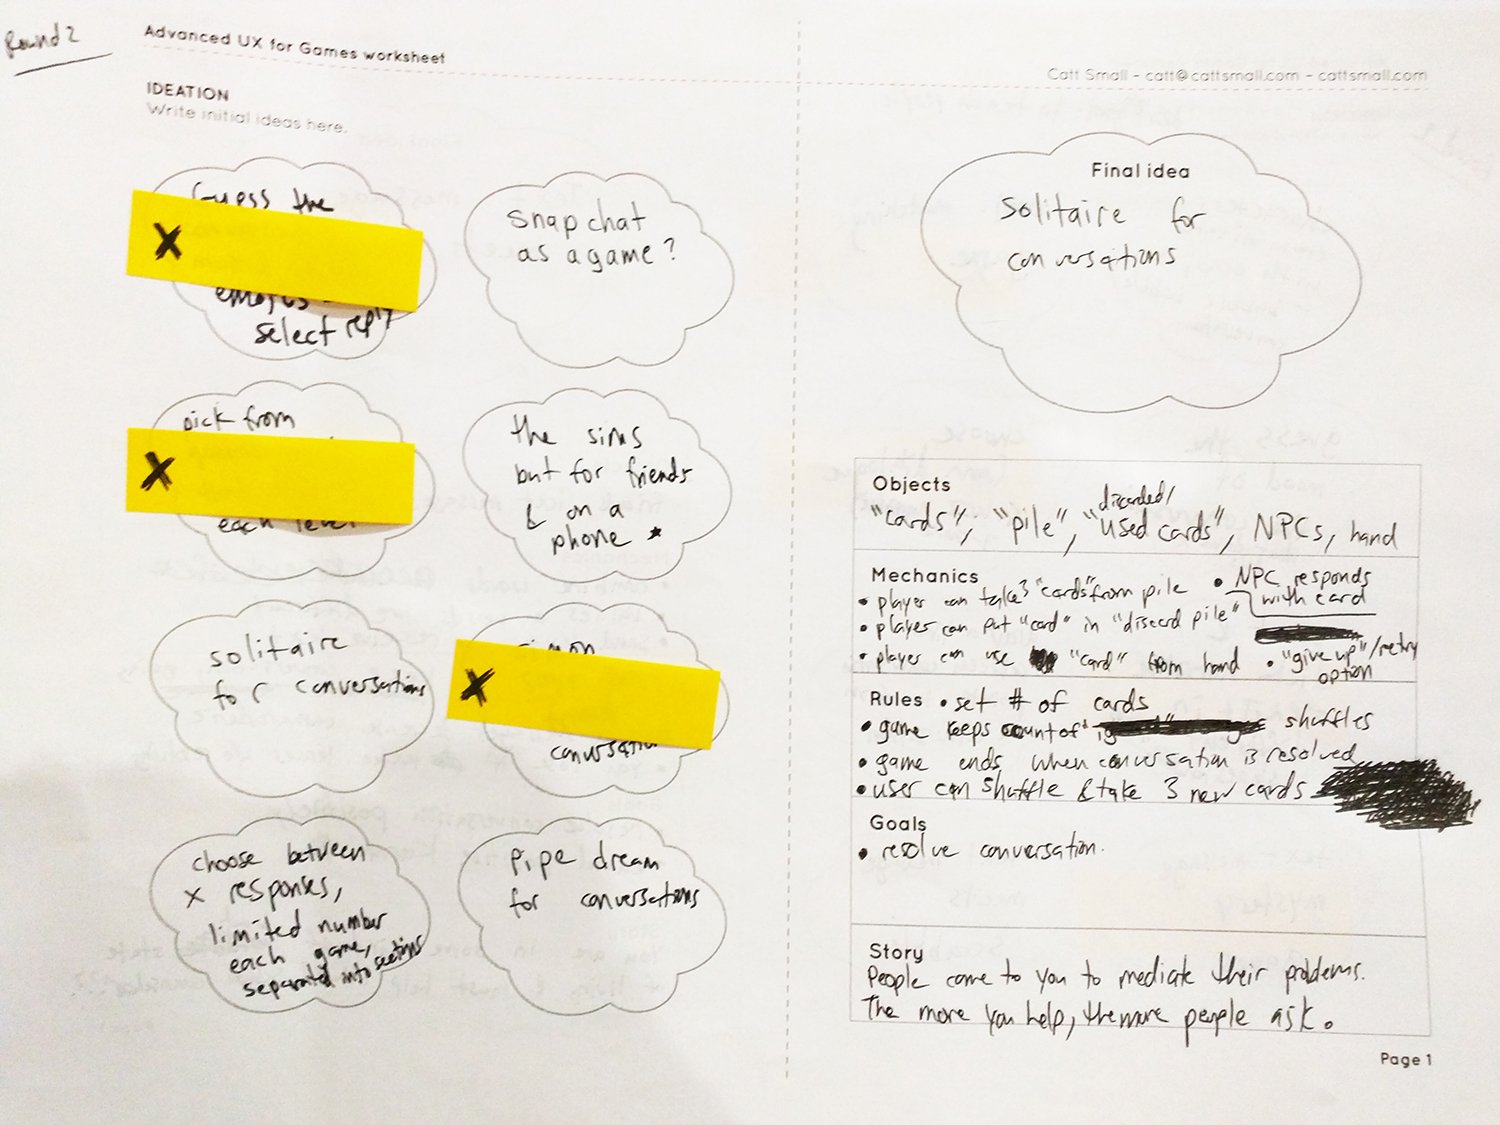 Round 2
Advanced UX for Games worksheet
Catt Small - catt@cattsmall.com - cattsmall.com
IDEATION
Write initial ideas here.
Guess the
X
emojis
select reply
snapchat
as a game?
pick from
X
each level
the sims
but for friends
& on a
phone ★
solitaire
for conversations
simon
X
conversation
choose between
x responses,
limited number
each game,
separated into sections
pipe dream
for conversations
Final idea
Solitaire for
conversations
Objects
discarded/
"cards"; "pile", "used cards", NPCs, hand
Mechanics
• player can take 3 "cards" from pile
• player can put "card" in "discard pile"
• player can use "card" from hand
• NPC responds
with card
• "give up"/retry
option
Rules • set # of cards
• game keeps count of shuffles
• game ends when conversation is resolved
• user can shuffle & take 3 new cards
Goals
• resolve conversation.
Story
People come to you to mediate their problems.
The more you help, the more people ask.
Page 1